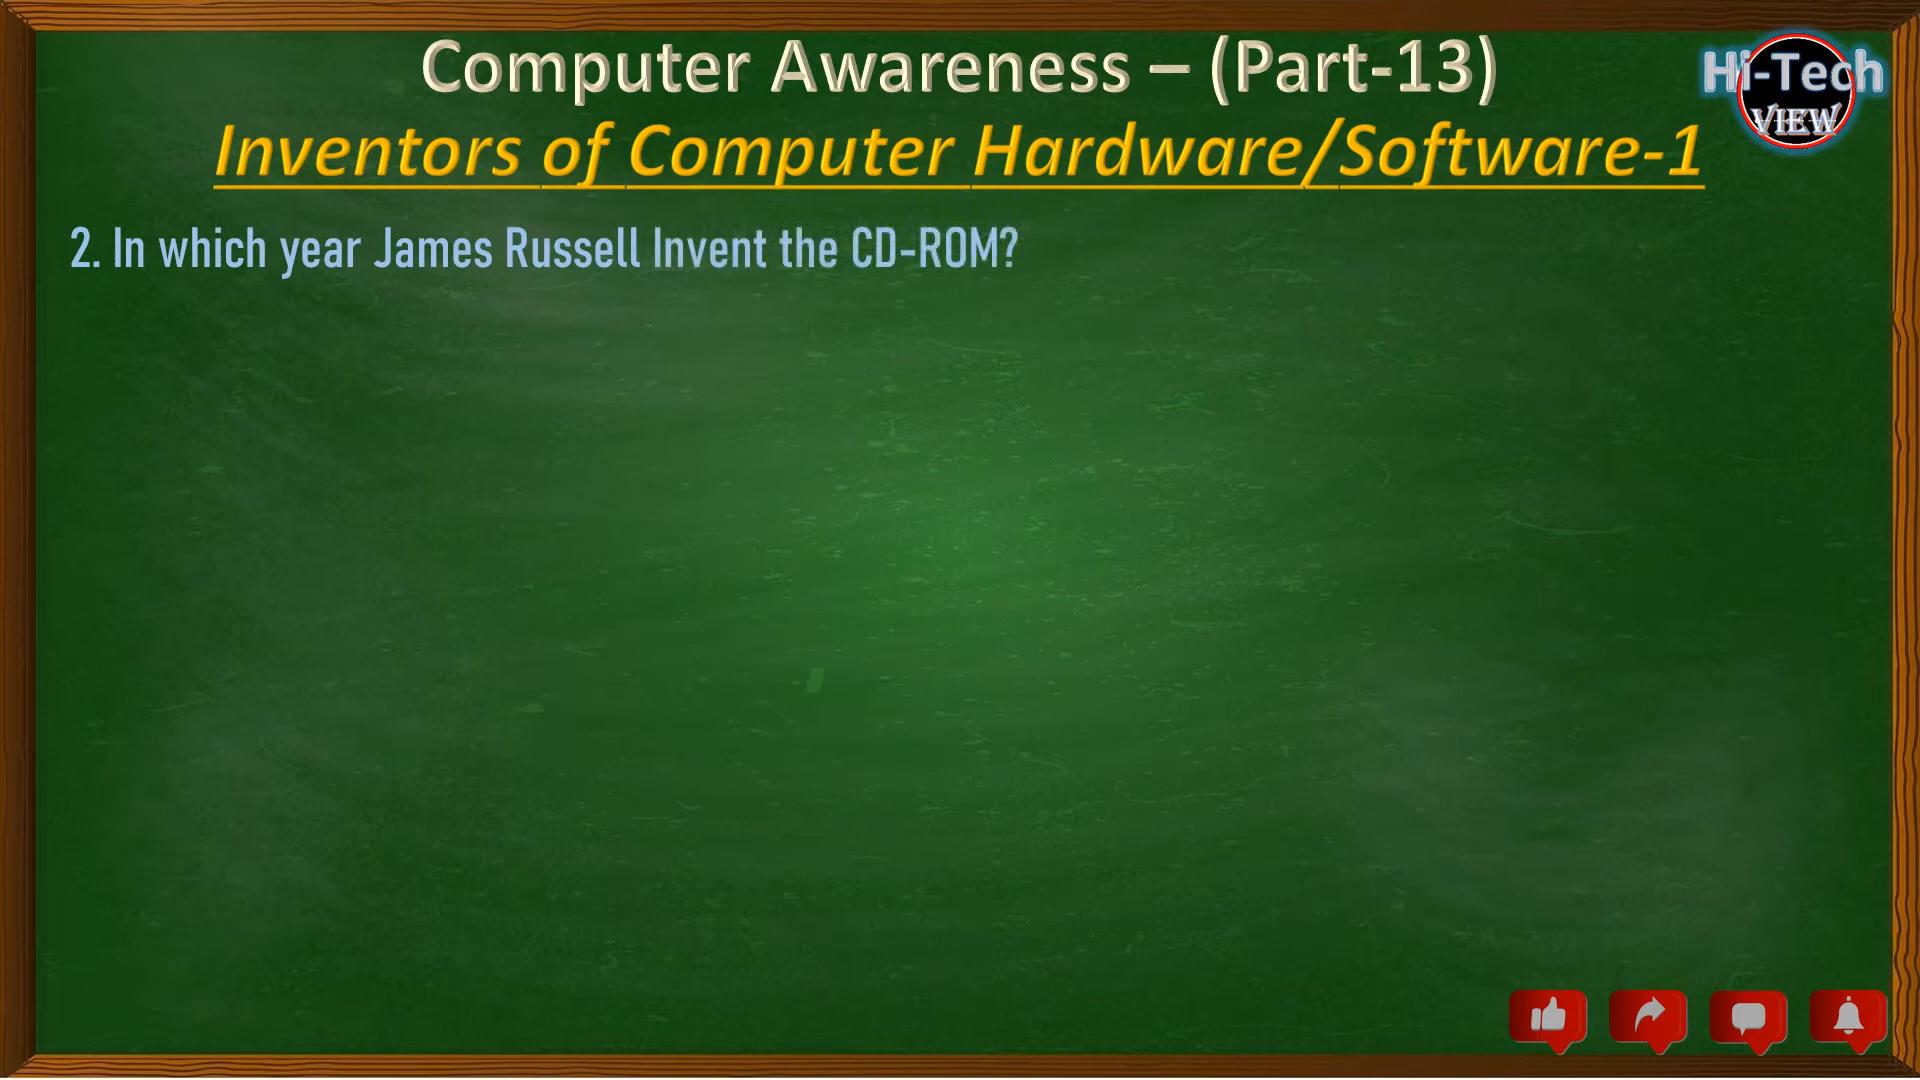 Computer Awareness – (Part-13)
Hi-Tech
VIEW
Inventors of Computer Hardware/Software-1
2. In which year James Russell Invent the CD-ROM?